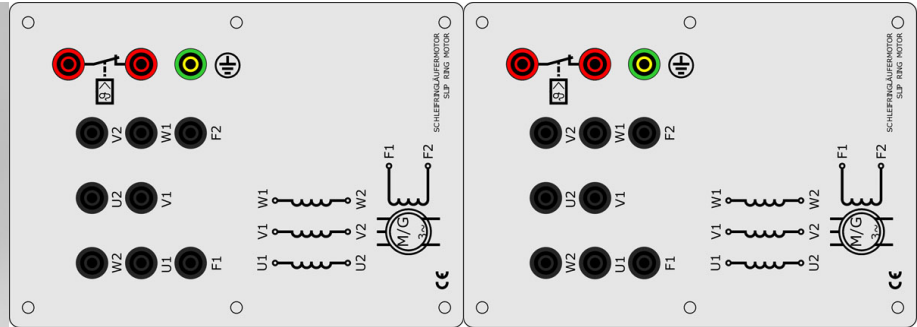 SCHLEIFRINGLÄUFERMOTOR
SLIP RING MOTOR
ϑ>
V2 W1 F2
U2 V1
W2 U1 F1
W1 W2
V1 V2
U1 U2
F1 F2
M/G
3~
CE
SCHLEIFRINGLÄUFERMOTOR
SLIP RING MOTOR
ϑ>
V2 W1 F2
U2 V1
W2 U1 F1
W1 W2
V1 V2
U1 U2
F1 F2
M/G
3~
CE